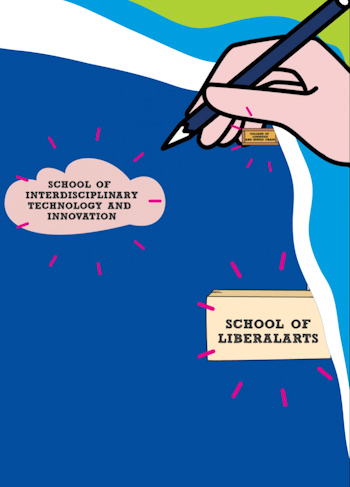 SCHOOL OF
INTERDISCIPLINARY
TECHNOLOGY AND
INNOVATION
SCHOOL OF
LIBERALARTS